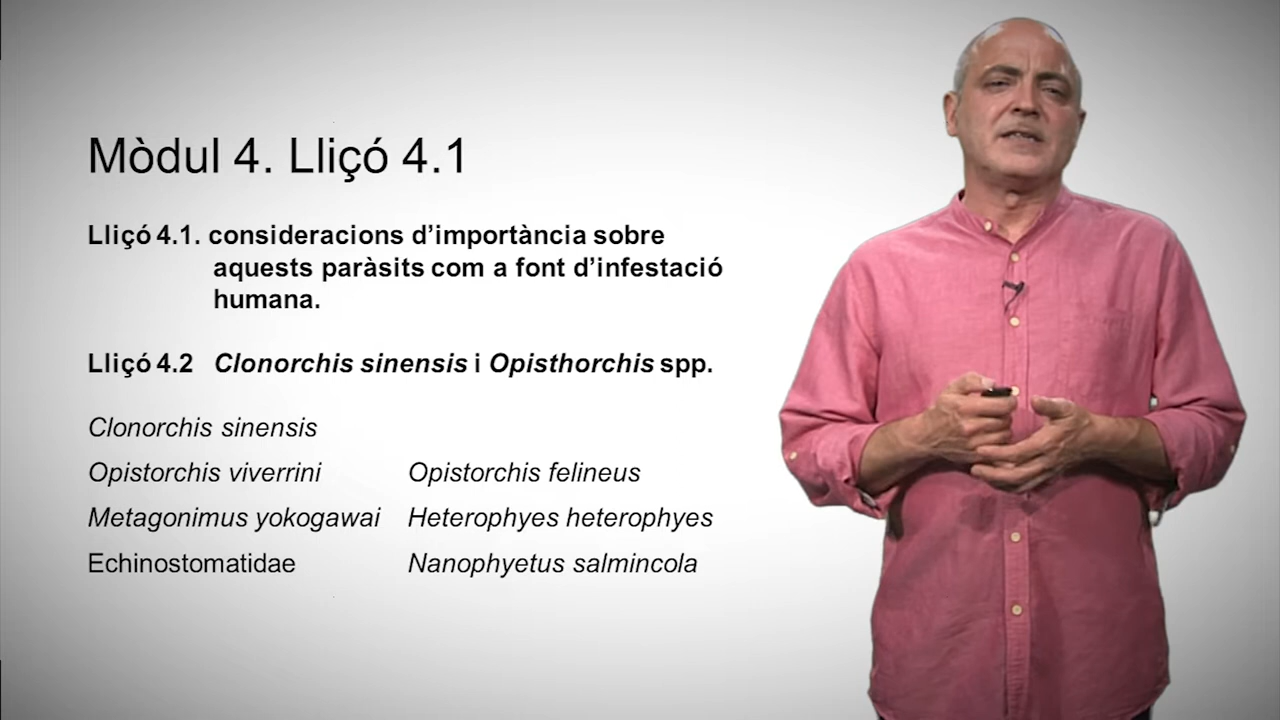 Mòdul 4. Lliçó 4.1
Lliçó 4.1. consideracions d’importància sobre
aquests paràsits com a font d’infestació
humana.
Lliçó 4.2 Clonorchis sinensis i Opisthorchis spp.
Clonorchis sinensis
Opistorchis viverrini Opistorchis felineus
Metagonimus yokogawai Heterophyes heterophyes
Echinostomatidae Nanophyetus salmincola